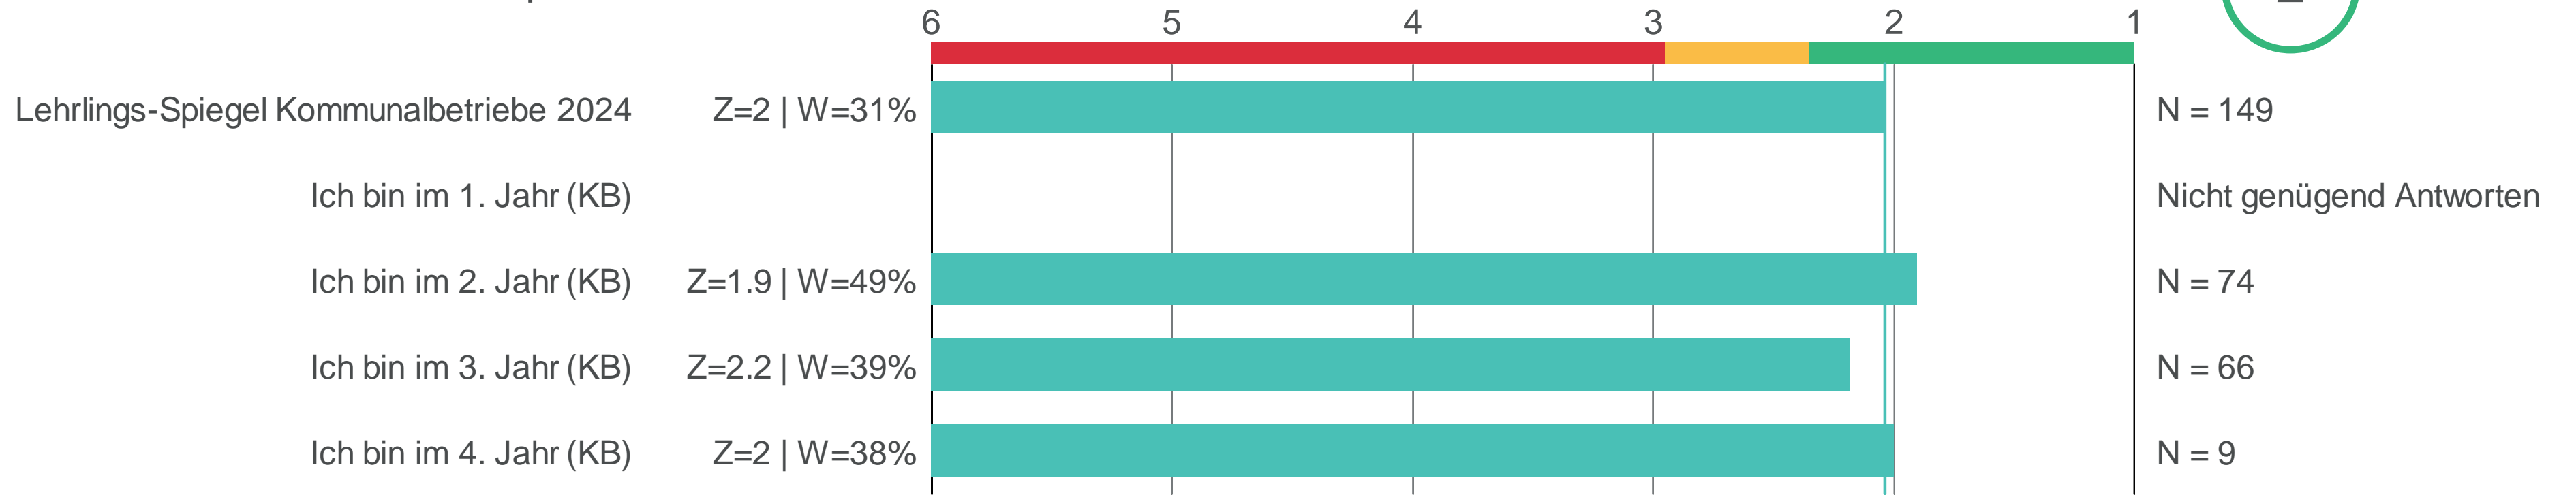 6 5 4 3 2 1
Lehrlings-Spiegel Kommunalbetriebe 2024 Z=2 | W=31% N = 149
Ich bin im 1. Jahr (KB) Nicht genügend Antworten
Ich bin im 2. Jahr (KB) Z=1.9 | W=49% N = 74
Ich bin im 3. Jahr (KB) Z=2.2 | W=39% N = 66
Ich bin im 4. Jahr (KB) Z=2 | W=38% N = 9